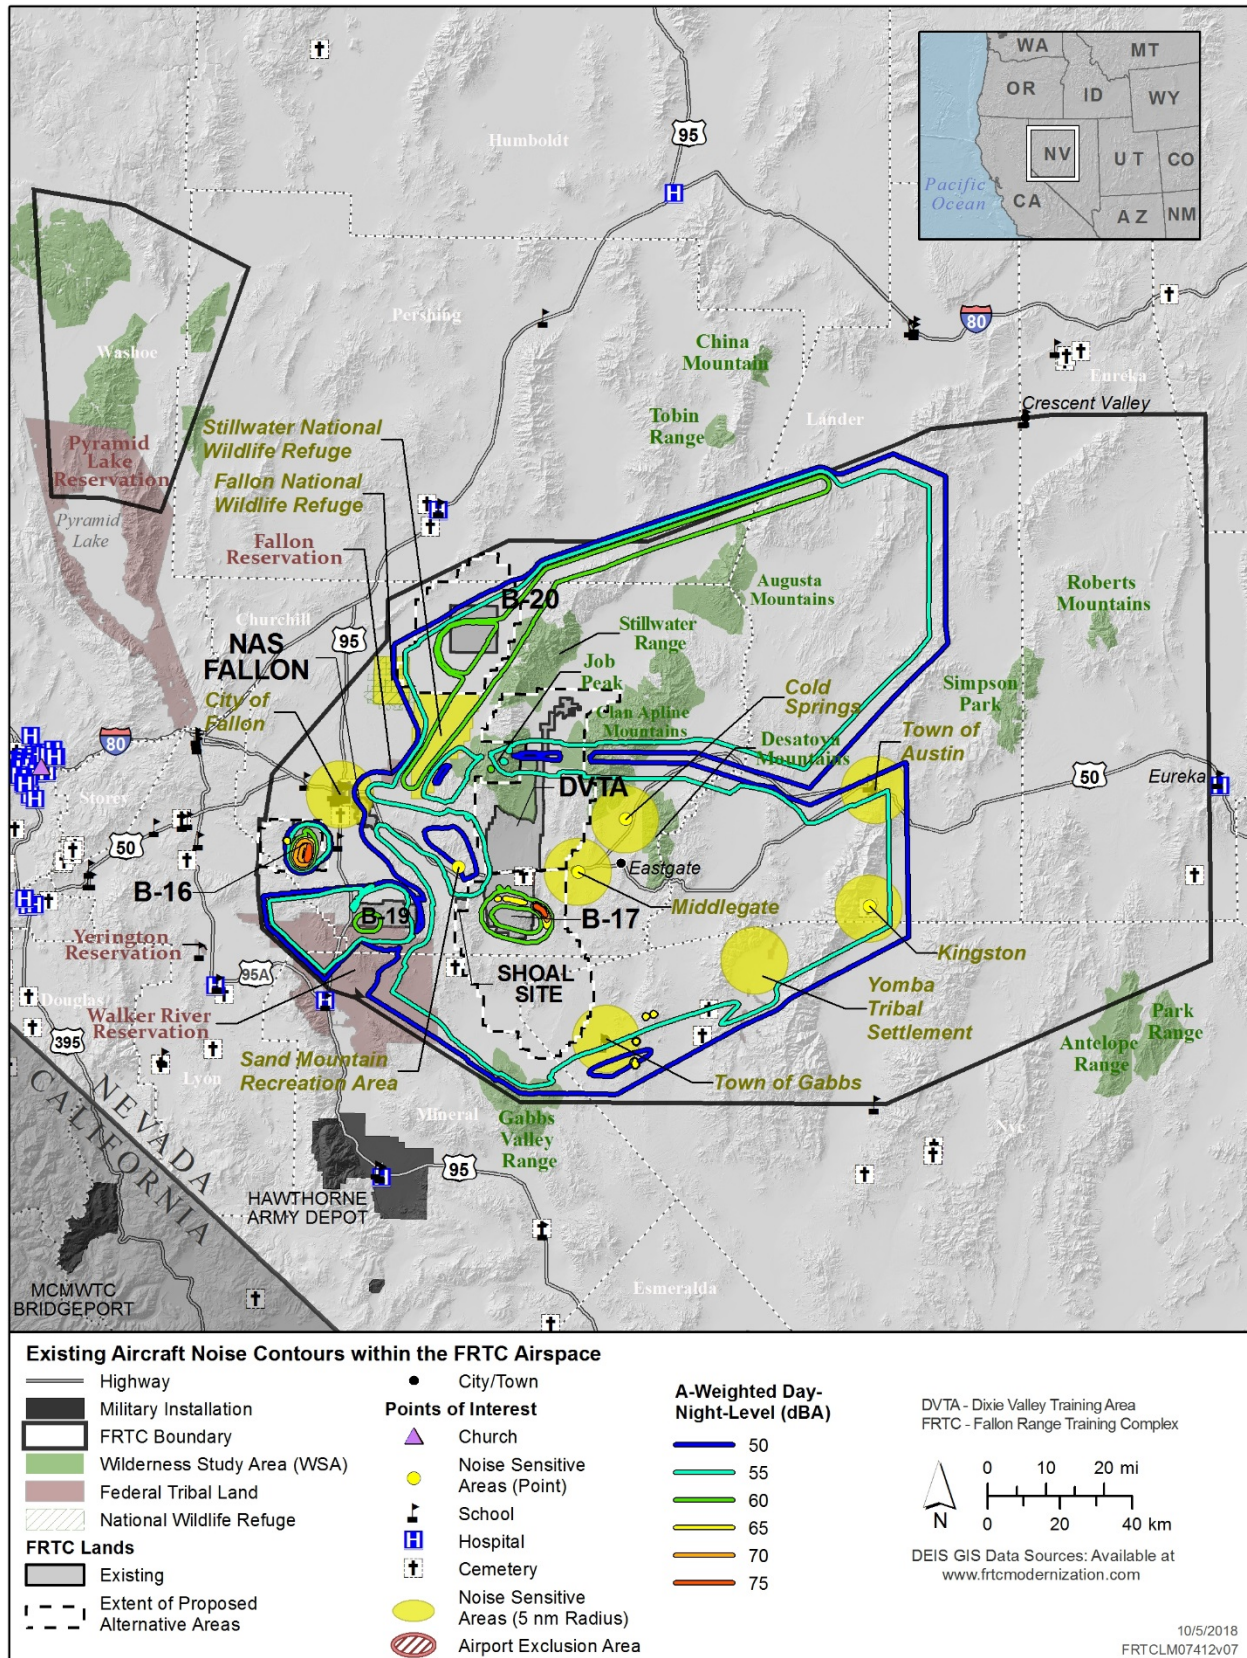 WA
MT
OR
ID
WY
NV
UT
CO
CA
AZ
NM
Pacific
Ocean
Humboldt
95
H
80
Pershing
Washoe
China
Mountain
Eureka
Crescent Valley
Lander
Tobin
Range
Stillwater National
Wildlife Refuge
Fallon National
Wildlife Refuge
Pyramid
Lake
Reservation
Pyramid
Lake
Fallon
Reservation
Augusta
Mountains
Roberts
Mountains
B-20
Churchill
95
NAS
FALLON
Stillwater
Range
Job
Peak
Cold
Springs
Simpson
Park
City of
Fallon
Clan Apline
Mountains
Desatoya
Mountains
Town of
Austin
80
50
Eureka
Storey
DVTA
50
B-16
Eastgate
Middlegate
B-19
B-17
Kingston
Yerington
Reservation
95A
SHOAL
SITE
Yomba
Tribal
Settlement
Douglas
Walker River
Reservation
395
Park
Range
Antelope
Range
Sand Mountain
Recreation Area
Lyon
Town of Gabbs
Mineral
Gabbs
Valley
Range
Nye
NEVADA
CALIFORNIA
95
HAWTHORNE
ARMY DEPOT
MCMWTC
BRIDGEPORT
Esmeralda
Existing Aircraft Noise Contours within the FRTC Airspace
Highway
Military Installation
FRTC Boundary
Wilderness Study Area (WSA)
Federal Tribal Land
National Wildlife Refuge
FRTC Lands
Existing
Extent of Proposed
Alternative Areas
City/Town
Points of Interest
Church
Noise Sensitive
Areas (Point)
School
H Hospital
Cemetery
Noise Sensitive
Areas (5 nm Radius)
Airport Exclusion Area
A-Weighted Day-
Night-Level (dBA)
50
55
60
65
70
75
DVTA - Dixie Valley Training Area
FRTC - Fallon Range Training Complex
N
0 10 20 mi
0 20 40 km
DEIS GIS Data Sources: Available at
www.frtcmodernization.com
10/5/2018
FRTCLM07412v07